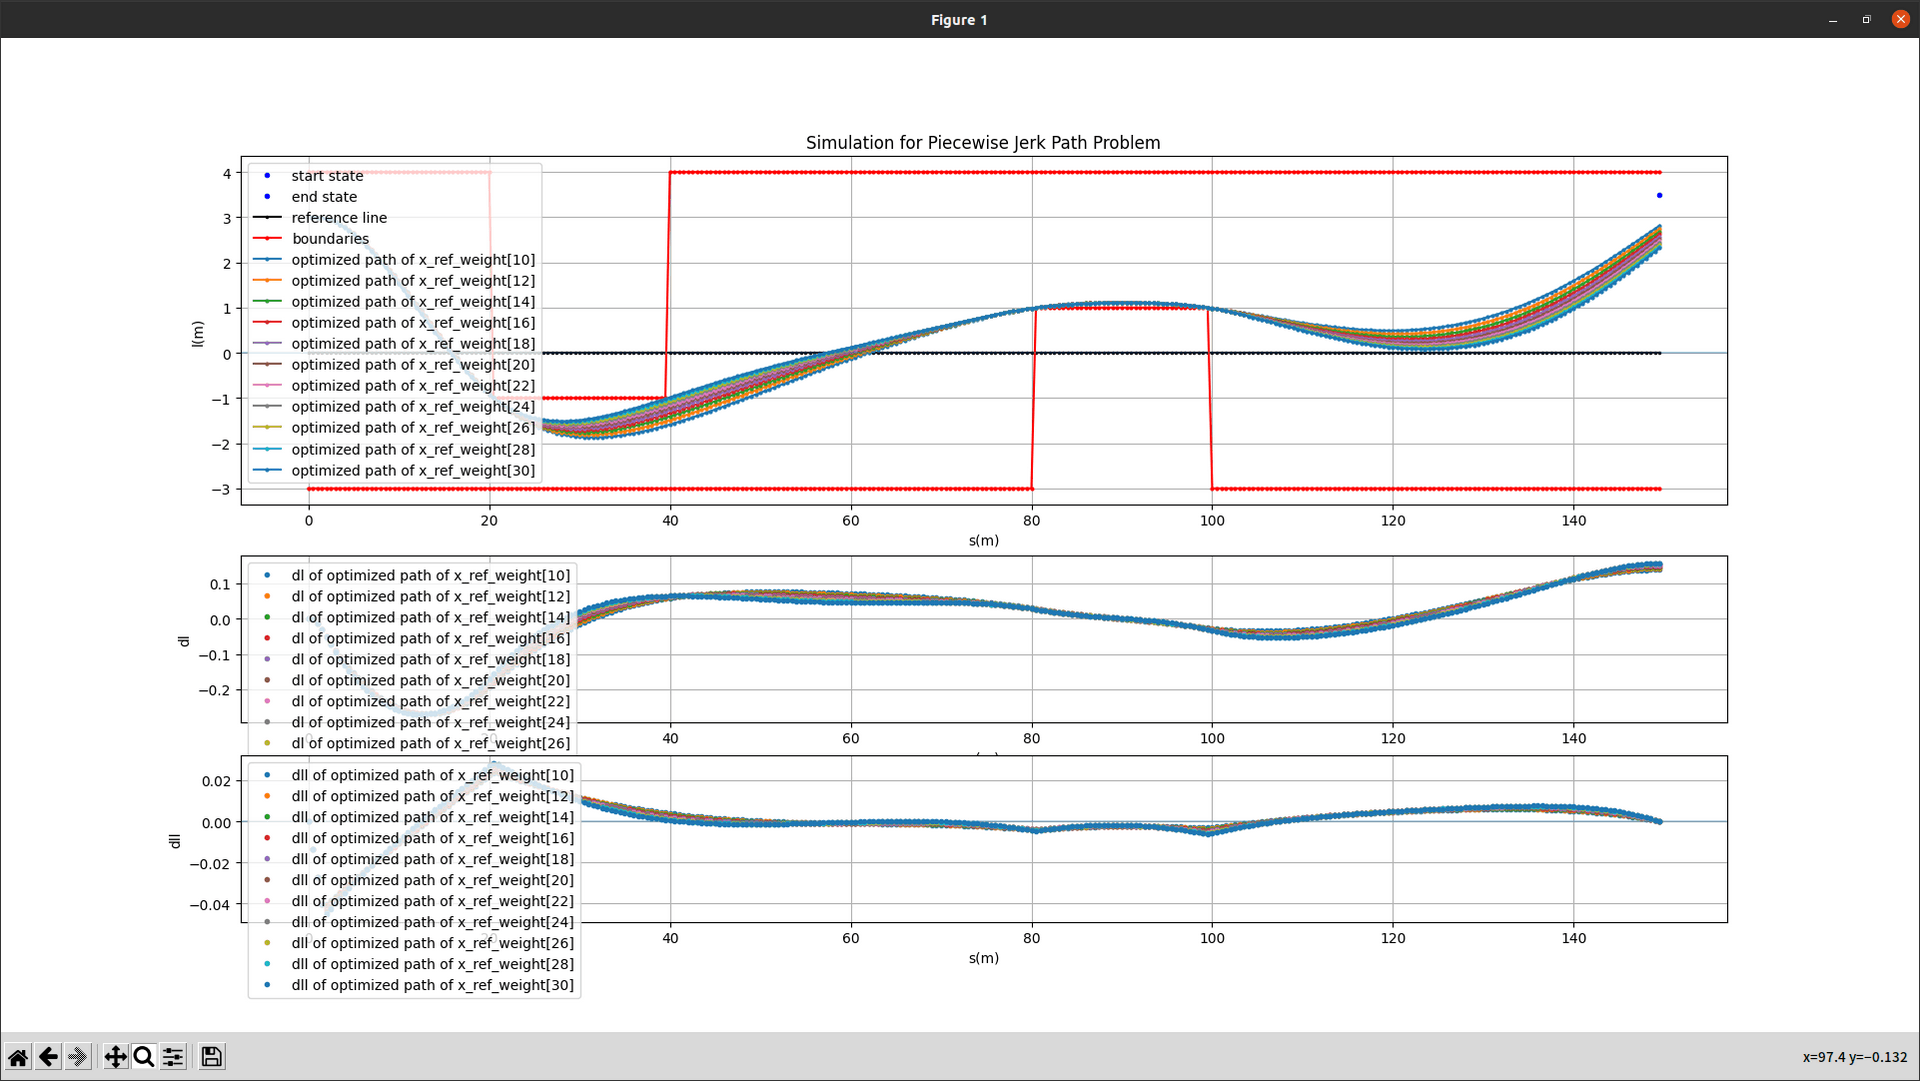 Figure 1
Simulation for Piecewise Jerk Path Problem
4
3
2
1
0
−1
−2
−3
l(m)
start state
end state
reference line
boundaries
optimized path of x_ref_weight[10]
optimized path of x_ref_weight[12]
optimized path of x_ref_weight[14]
optimized path of x_ref_weight[16]
optimized path of x_ref_weight[18]
optimized path of x_ref_weight[20]
optimized path of x_ref_weight[22]
optimized path of x_ref_weight[24]
optimized path of x_ref_weight[26]
optimized path of x_ref_weight[28]
optimized path of x_ref_weight[30]
0 20 40 60 80 100 120 140
s(m)
0.1
0.0
−0.1
−0.2
dl
dl of optimized path of x_ref_weight[10]
dl of optimized path of x_ref_weight[12]
dl of optimized path of x_ref_weight[14]
dl of optimized path of x_ref_weight[16]
dl of optimized path of x_ref_weight[18]
dl of optimized path of x_ref_weight[20]
dl of optimized path of x_ref_weight[22]
dl of optimized path of x_ref_weight[24]
dl of optimized path of x_ref_weight[26]
0 20 40 60 80 100 120 140
0.02
0.00
−0.02
−0.04
dll
dll of optimized path of x_ref_weight[10]
dll of optimized path of x_ref_weight[12]
dll of optimized path of x_ref_weight[14]
dll of optimized path of x_ref_weight[16]
dll of optimized path of x_ref_weight[18]
dll of optimized path of x_ref_weight[20]
dll of optimized path of x_ref_weight[22]
dll of optimized path of x_ref_weight[24]
dll of optimized path of x_ref_weight[26]
dll of optimized path of x_ref_weight[28]
dll of optimized path of x_ref_weight[30]
0 20 40 60 80 100 120 140
s(m)
x=97.4 y=−0.132